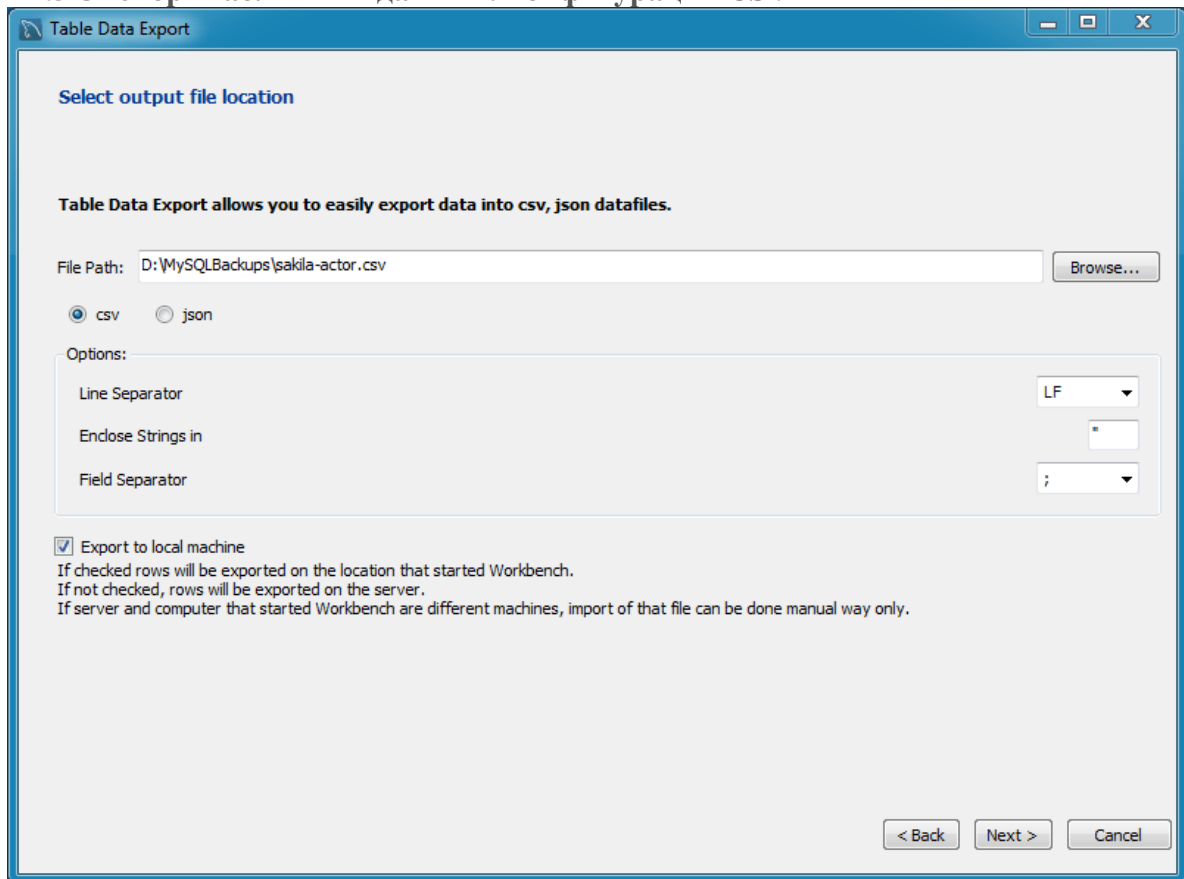 Table Data Export
Select output file location
Table Data Export allows you to easily export data into csv, json datafiles.
File Path: D:\MySQLBackups\sakila-actor.csv Browse...
csv json
Options:
Line Separator LF
Enclose Strings in "
Field Separator ;
Export to local machine
If checked rows will be exported on the location that started Workbench.
If not checked, rows will be exported on the server.
If server and computer that started Workbench are different machines, import of that file can be done manual way only.
< Back Next > Cancel